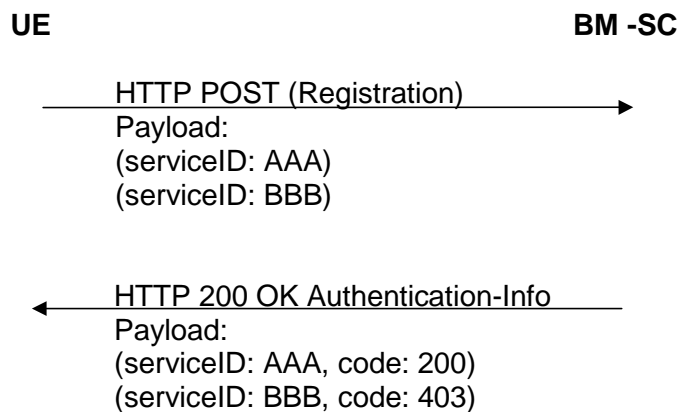 UE BM -SC
HTTP POST (Registration)
Payload:
(serviceID: AAA)
(serviceID: BBB)
HTTP 200 OK Authentication-Info
Payload:
(serviceID: AAA, code: 200)
(serviceID: BBB, code: 403)